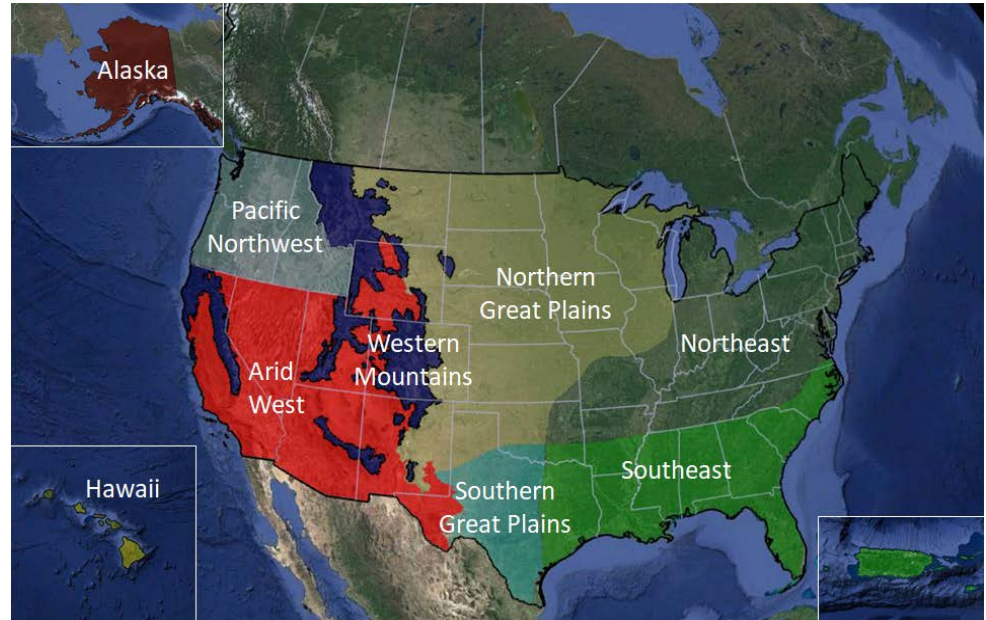 Alaska
Pacific
Northwest
Northern
Great Plains
Northeast
Western
Mountains
Arid
West
Southeast
Southern
Great Plains
Hawaii